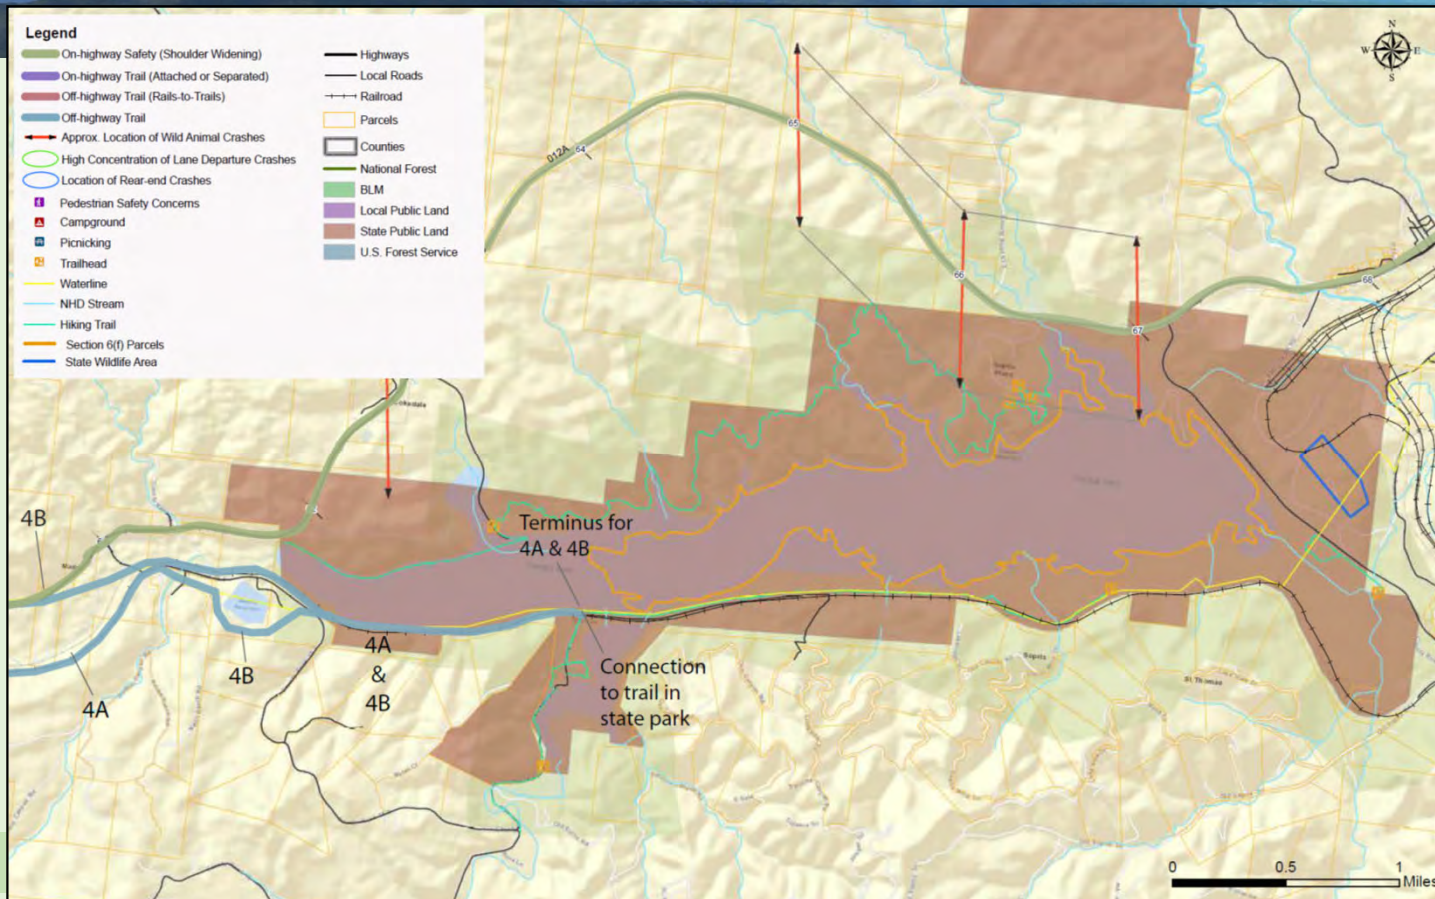 Legend
On-highway Safety (Shoulder Widening)
On-highway Trail (Attached or Separated)
Off-highway Trail (Rails-to-Trails)
Off-highway Trail
Approx. Location of Wild Animal Crashes
High Concentration of Lane Departure Crashes
Location of Rear-end Crashes
Pedestrian Safety Concerns
Campground
Picnicking
Trailhead
Waterline
NHD Stream
Hiking Trail
Section 6(f) Parcels
State Wildlife Area
Highways
Local Roads
Railroad
Parcels
Counties
National Forest
BLM
Local Public Land
State Public Land
U.S. Forest Service
N
W
E
S
012A
64
65
66
67
68
63
4B
Terminus for
4A & 4B
4A
&
4B
4B
4A
Connection
to trail in
state park
St Thomas
0
0.5
1
Miles